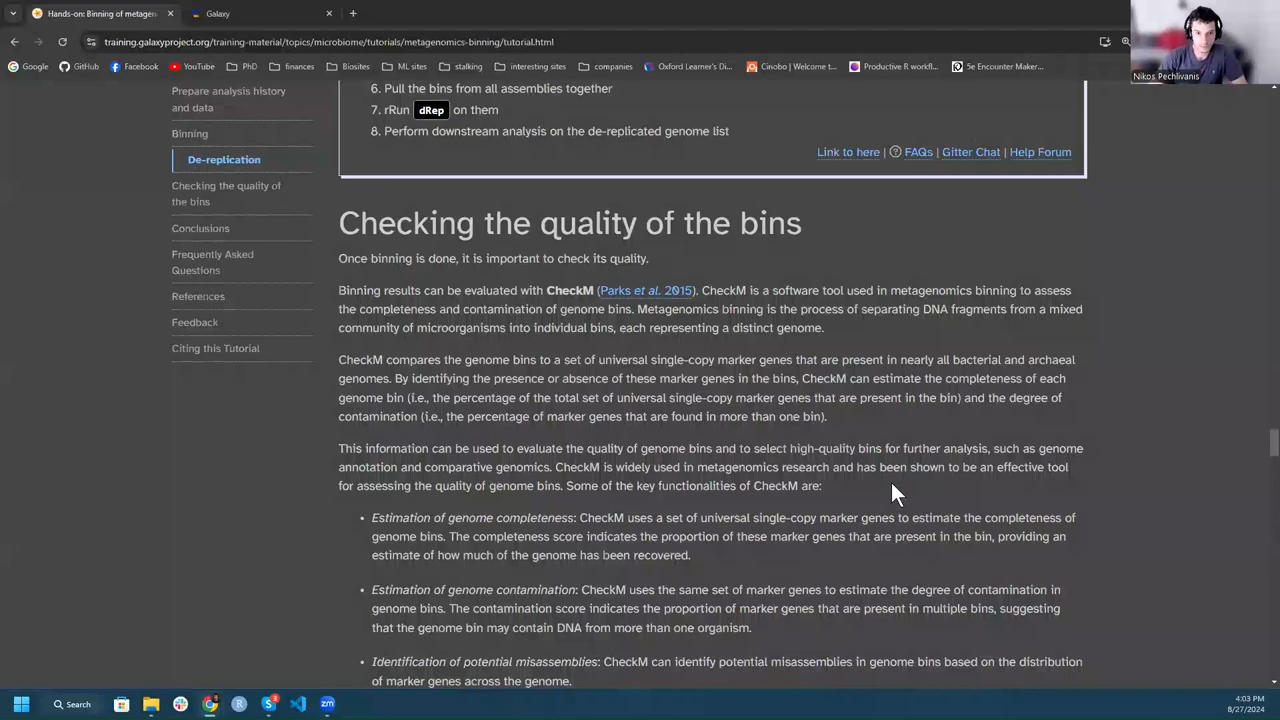 Hands-on: Binning of metagen
Galaxy
training.galaxyproject.org/training-material/topics/microbiome/tutorials/metagenomics-binning/tutorial.html
Google
GitHub
Facebook
YouTube
PhD
finances
Biosites
ML sites
stalking
interesting sites
companies
Oxford Learner's Di...
Cirsobo | Welcome t...
Productive R workfl...
5e Encounter Maker...
Nikos Pechlivanis
Prepare analysis history
and data
Binning
De-replication
Checking the quality of
the bins
Conclusions
Frequently Asked
Questions
References
Feedback
Citing this Tutorial
6. Pull the bins from all assemblies together
7. rRun dRep on them
8. Perform downstream analysis on the de-replicated genome list
Link to here | FAQs | Gitter Chat | Help Forum
Checking the quality of the bins
Once binning is done, it is important to check its quality.
Binning results can be evaluated with CheckM (Parks et al. 2015). CheckM is a software tool used in metagenomics binning to assess
the completeness and contamination of genome bins. Metagenomics binning is the process of separating DNA fragments from a mixed
community of microorganisms into individual bins, each representing a distinct genome.
CheckM compares the genome bins to a set of universal single-copy marker genes that are present in nearly all bacterial and archaeal
genomes. By identifying the presence or absence of these marker genes in the bins, CheckM can estimate the completeness of each
genome bin (i.e., the percentage of the total set of universal single-copy marker genes that are present in the bin) and the degree of
contamination (i.e., the percentage of marker genes that are found in more than one bin).
This information can be used to evaluate the quality of genome bins and to select high-quality bins for further analysis, such as genome
annotation and comparative genomics. CheckM is widely used in metagenomics research and has been shown to be an effective tool
for assessing the quality of genome bins. Some of the key functionalities of CheckM are:
• Estimation of genome completeness: CheckM uses a set of universal single-copy marker genes to estimate the completeness of
genome bins. The completeness score indicates the proportion of these marker genes that are present in the bin, providing an
estimate of how much of the genome has been recovered.
• Estimation of genome contamination: CheckM uses the same set of marker genes to estimate the degree of contamination in
genome bins. The contamination score indicates the proportion of marker genes that are present in multiple bins, suggesting
that the genome bin may contain DNA from more than one organism.
• Identification of potential misassemblies: CheckM can identify potential misassemblies in genome bins based on the distribution
of marker genes across the genome.
Search
4:03 PM
8/27/2024